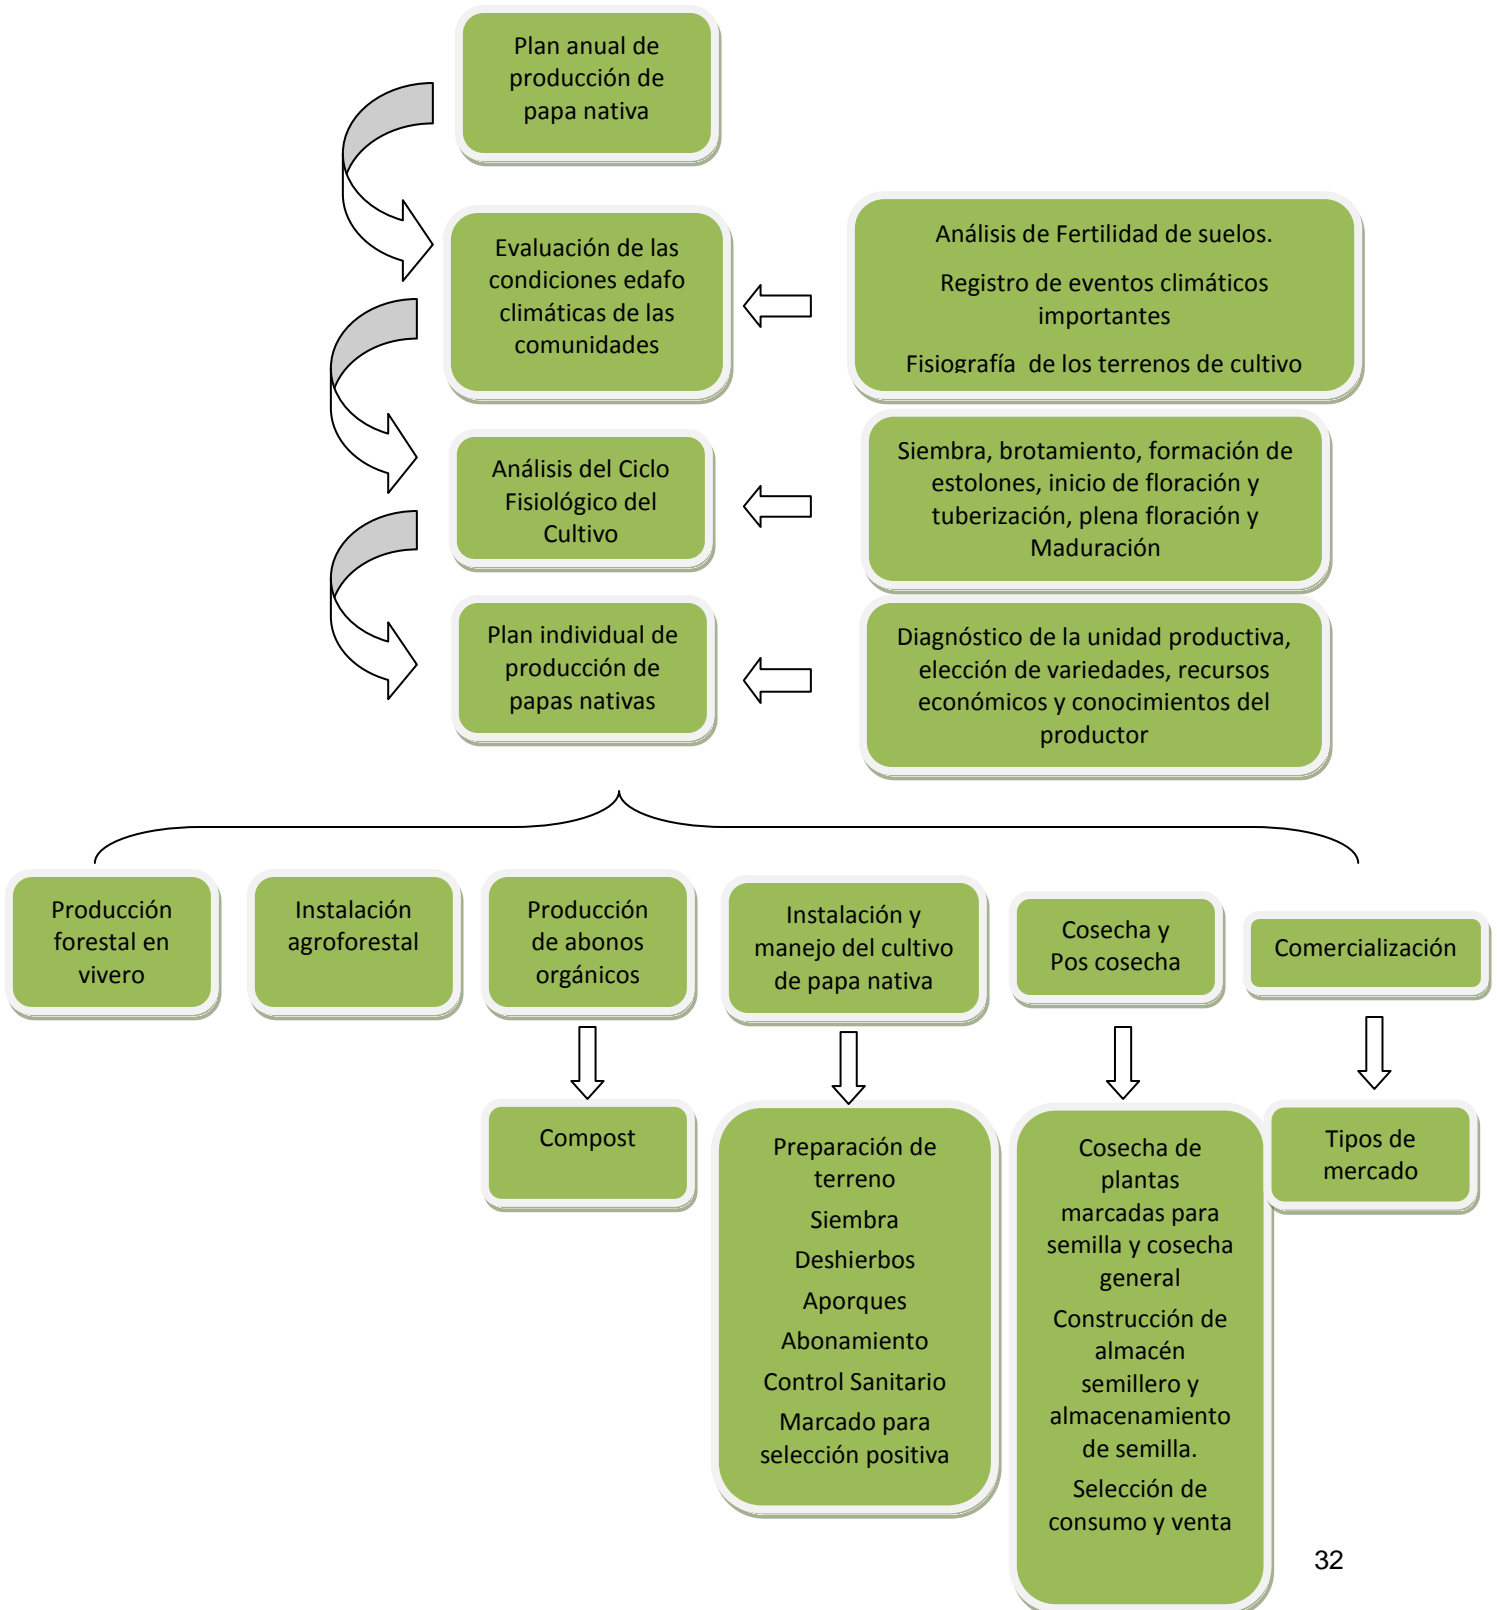 Plan anual de
producción de
papa nativa
Evaluación de las
condiciones edafo
climáticas de las
comunidades
Análisis de Fertilidad de suelos.
Registro de eventos climáticos
importantes
Fisiografía  de los terrenos de cultivo
Análisis del Ciclo
Fisiológico del
Cultivo
Siembra, brotamiento, formación de
estolones, inicio de floración y
tuberización, plena floración y
Maduración
Plan individual de
producción de
papas nativas
Diagnóstico de la unidad productiva,
elección de variedades, recursos
económicos y conocimientos del
productor
Producción
forestal en
vivero
Instalación
agroforestal
Producción
de abonos
orgánicos
Instalación y
manejo del cultivo
de papa nativa
Cosecha y
Pos cosecha
Comercialización
Compost
Preparación de
terreno
Siembra
Deshierbos
Aporques
Abonamiento
Control Sanitario
Marcado para
selección positiva
Cosecha de
plantas
marcadas para
semilla y cosecha
general
Construcción de
almacén
semillero y
almacenamiento
de semilla.
Selección de
consumo y venta
Tipos de
mercado
32